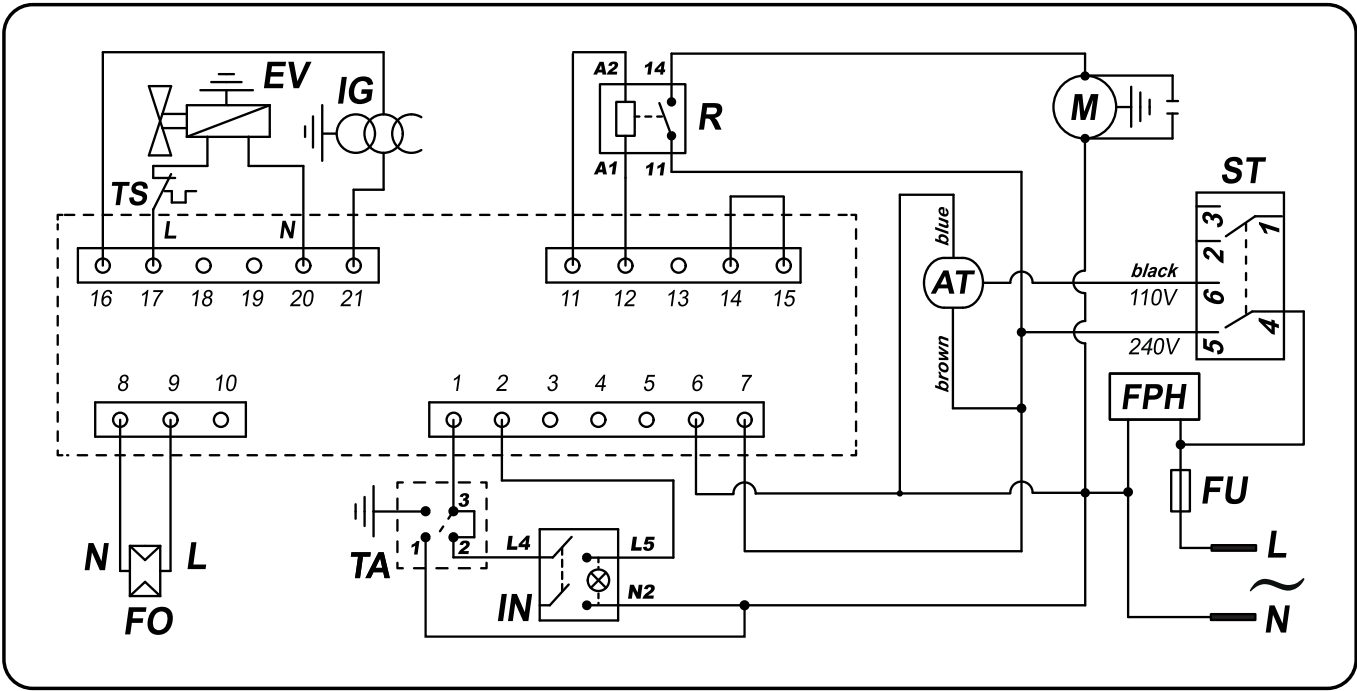 EV
IG
A2 14
M
R
ST
A1 11
TS
L N
blue
3 1
2
AT
black
16 17 18 19 20 21
11 12 13 14 15
110V
6
4
brown
240V
5
8 9 10
1 2 3 4 5 6 7
FPH
3
FU
1 2
L4 L5
N L
TA
L
IN
N2
FO
~
N